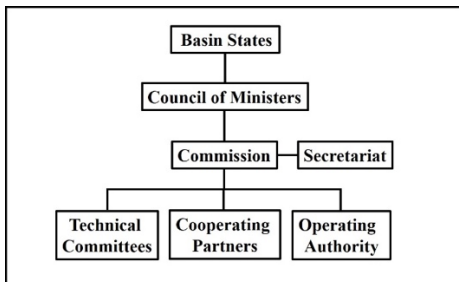 Basin States
Council of Ministers
Commission
Secretariat
Technical
Committees
Cooperating
Partners
Operating
Authority